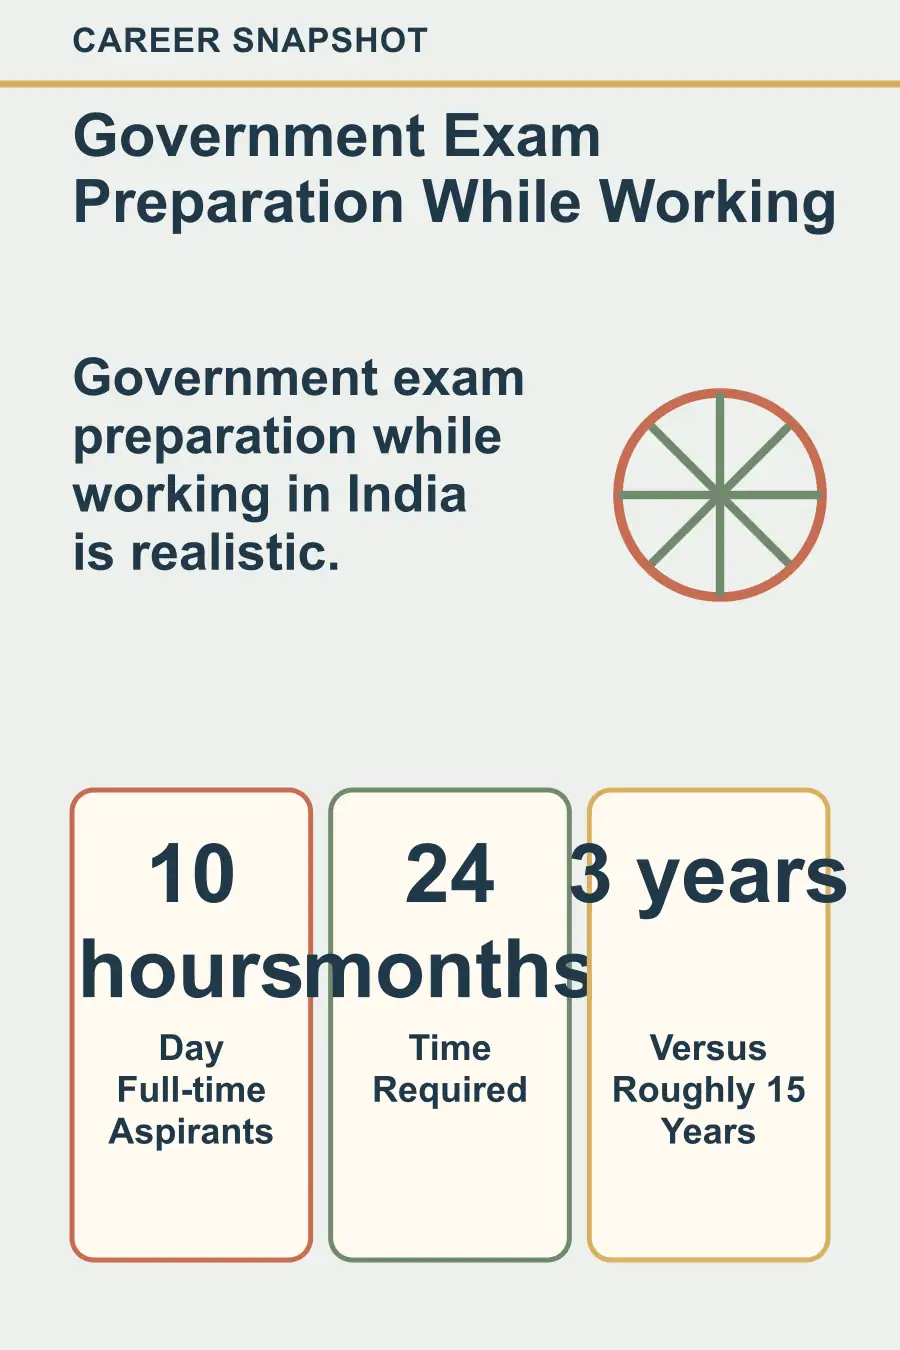 CAREER SNAPSHOT
Government Exam
Preparation While Working
Government exam
preparation while
working in India
is realistic.
10
hours
Day
Full-time
Aspirants
24
months
Time
Required
3 years
Versus
Roughly 15
Years